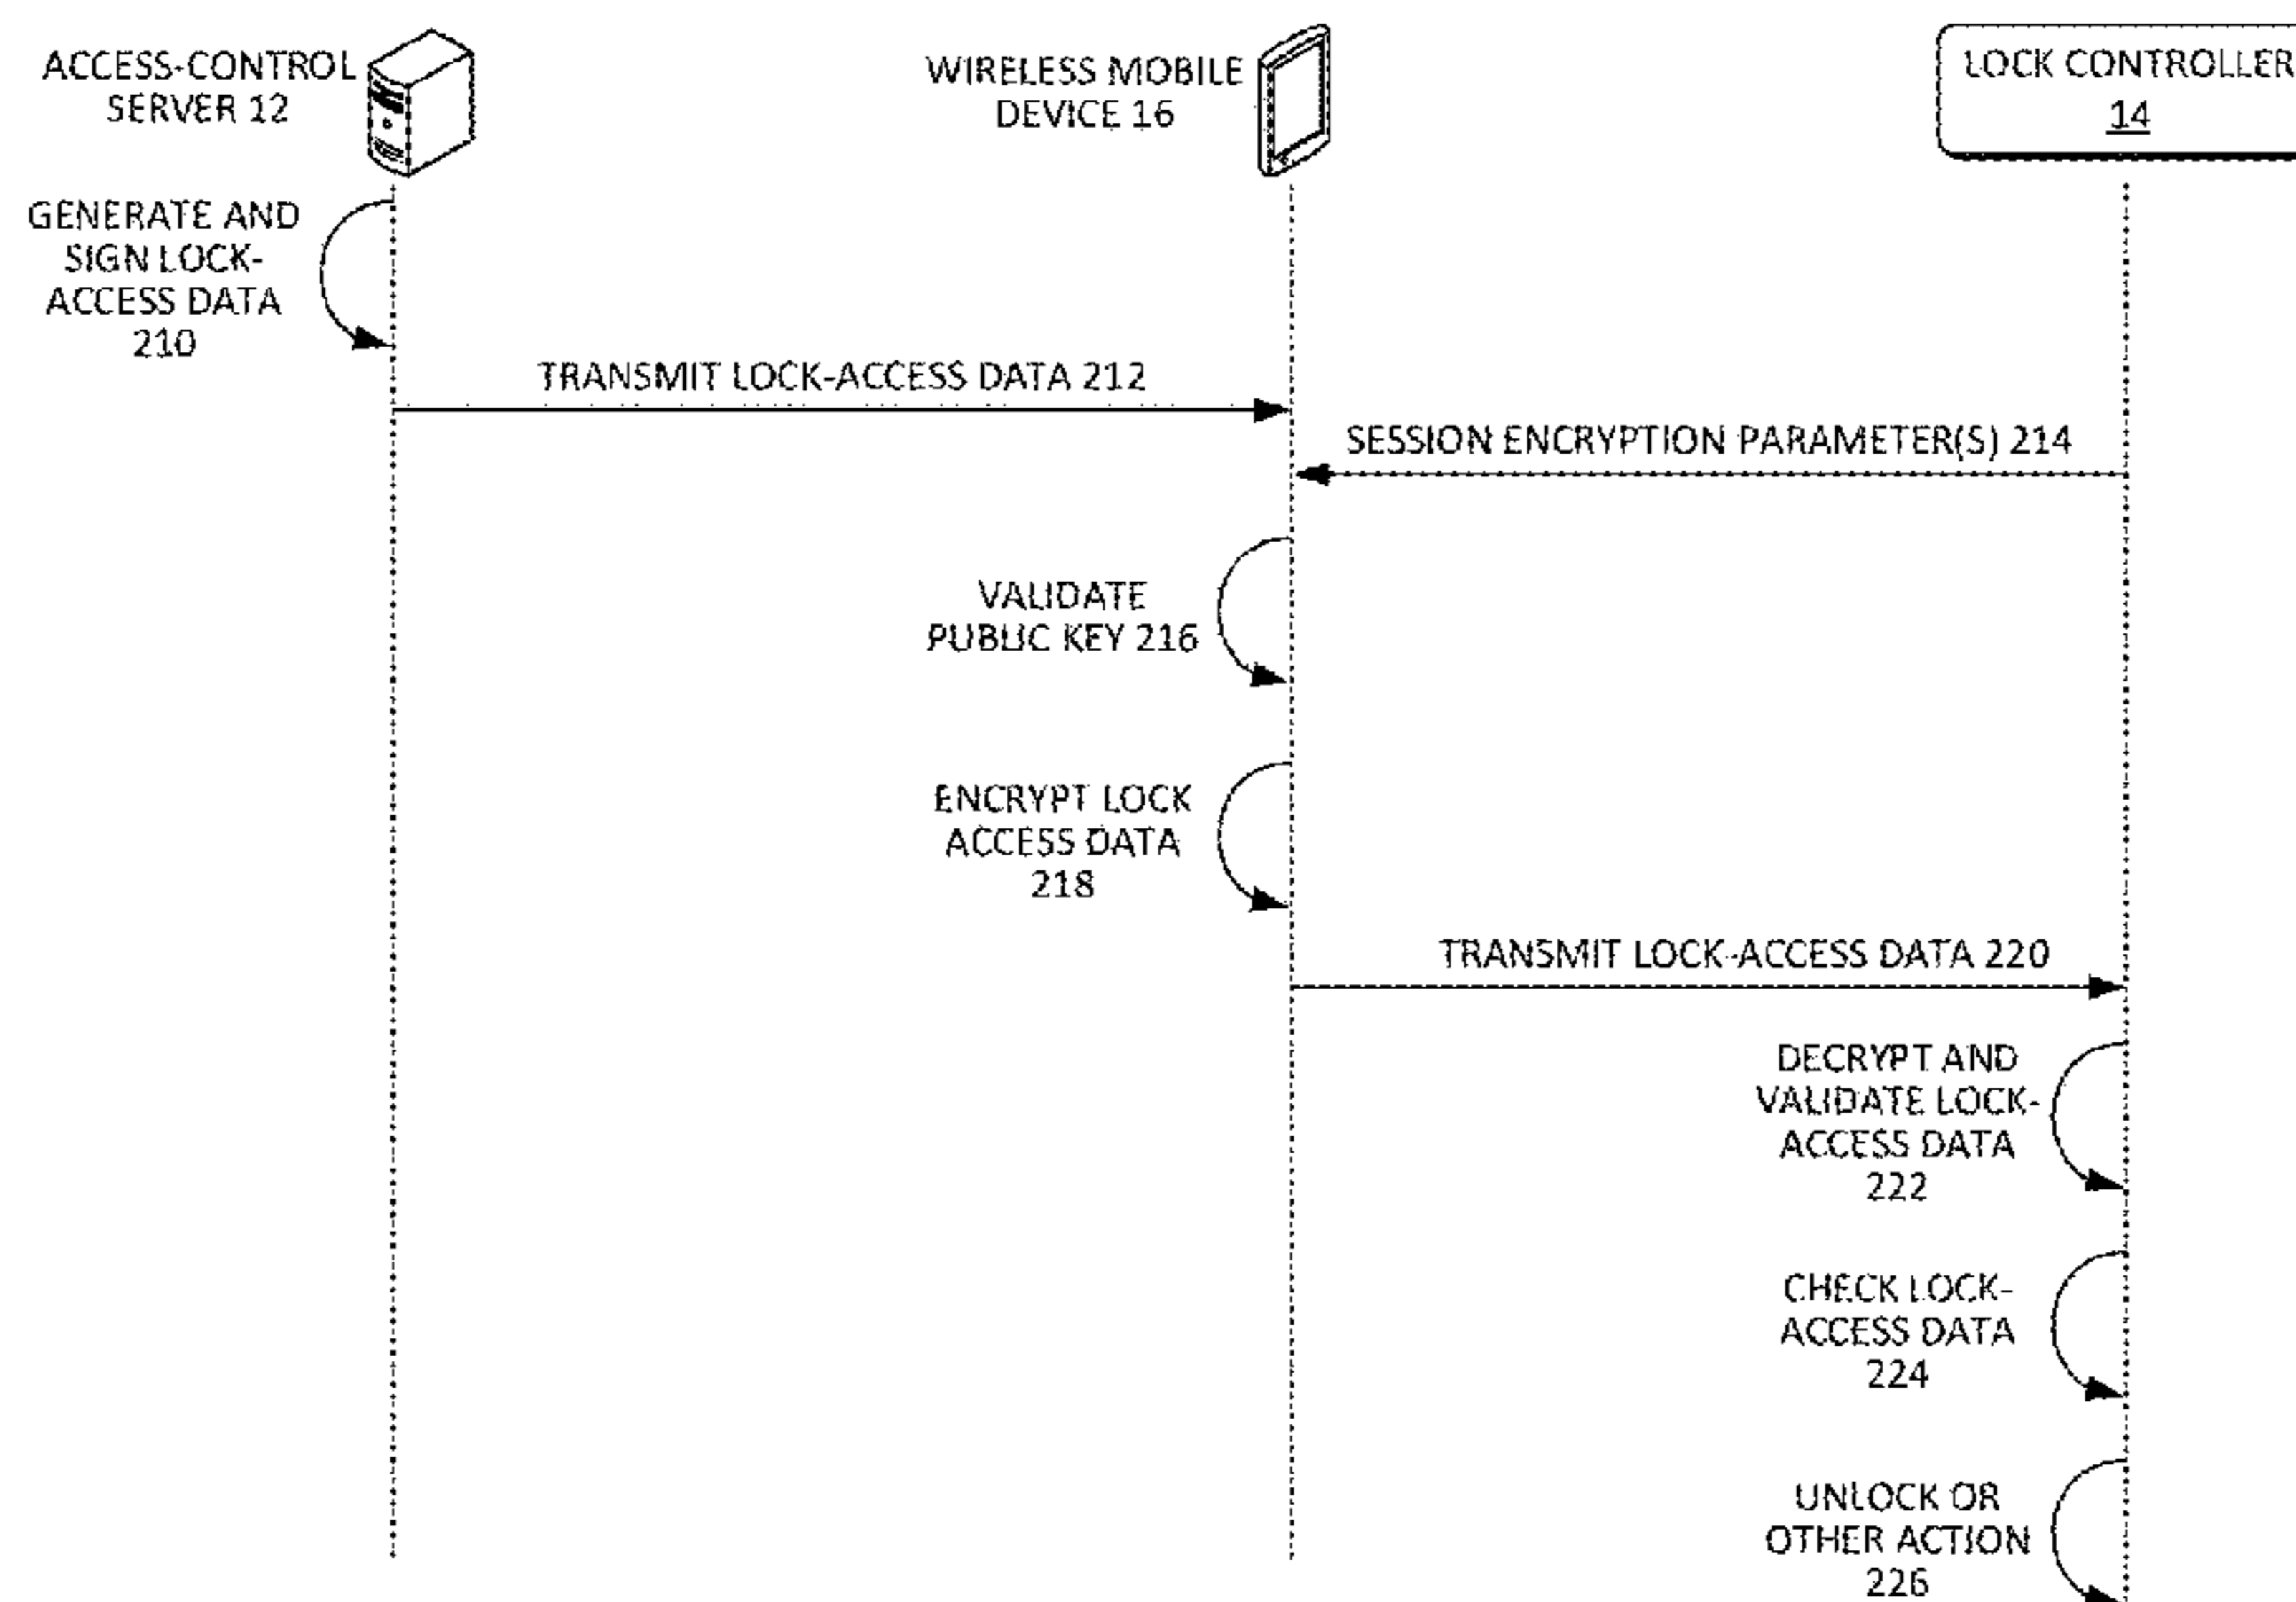 ACCESS-CONTROL
SERVER 12
WIRELESS MOBILE
DEVICE 16
LOCK CONTROLLER
14
GENERATE AND
SIGN LOCK-
ACCESS DATA
210
TRANSMIT LOCK-ACCESS DATA 212
SESSION ENCRYPTION PARAMETER(S) 214
VALIDATE
PUBLIC KEY 216
ENCRYPT LOCK
ACCESS DATA
218
TRANSMIT LOCK-ACCESS DATA 220
DECRYPT AND
VALIDATE LOCK-
ACCESS DATA
222
CHECK LOCK-
ACCESS DATA
224
UNLOCK OR
OTHER ACTION
226